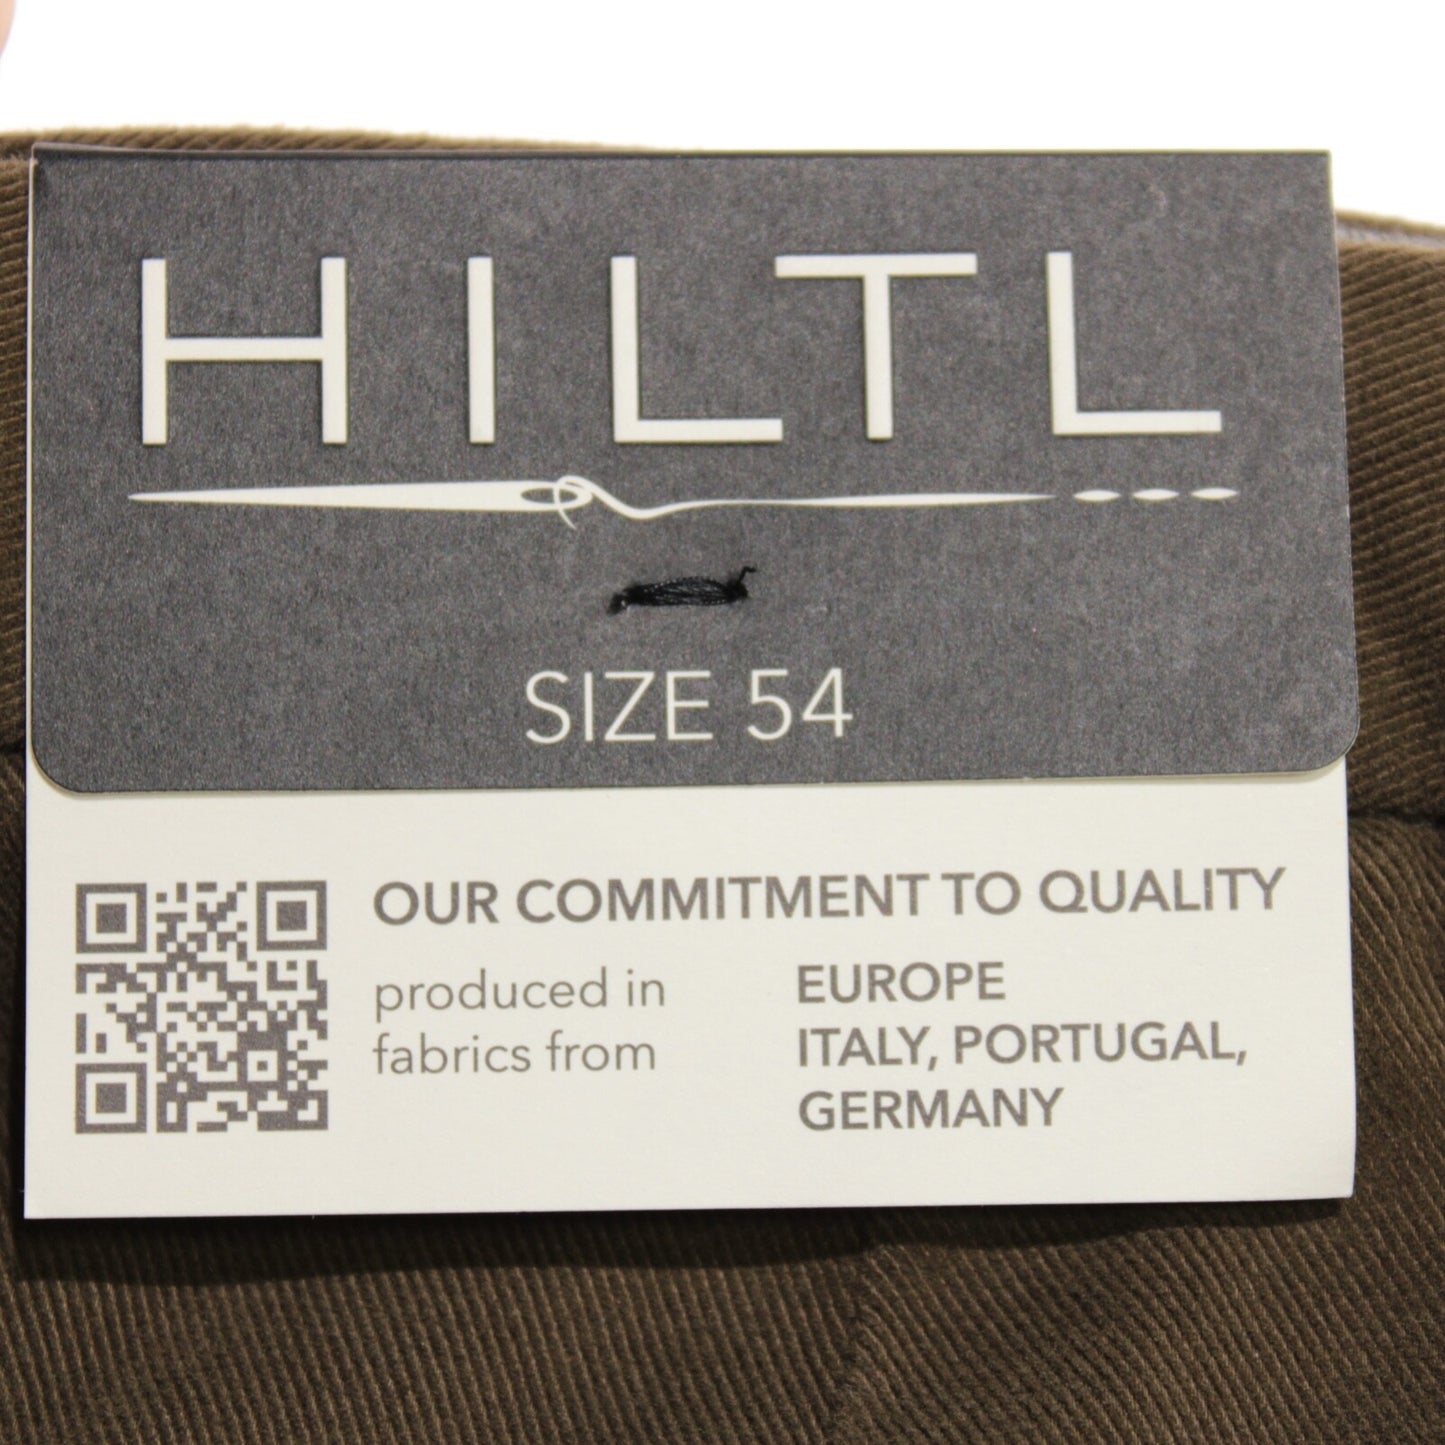 HILTL
SIZE 54
OUR COMMITMENT TO QUALITY
produced in EUROPE
fabrics from ITALY, PORTUGAL,
GERMANY